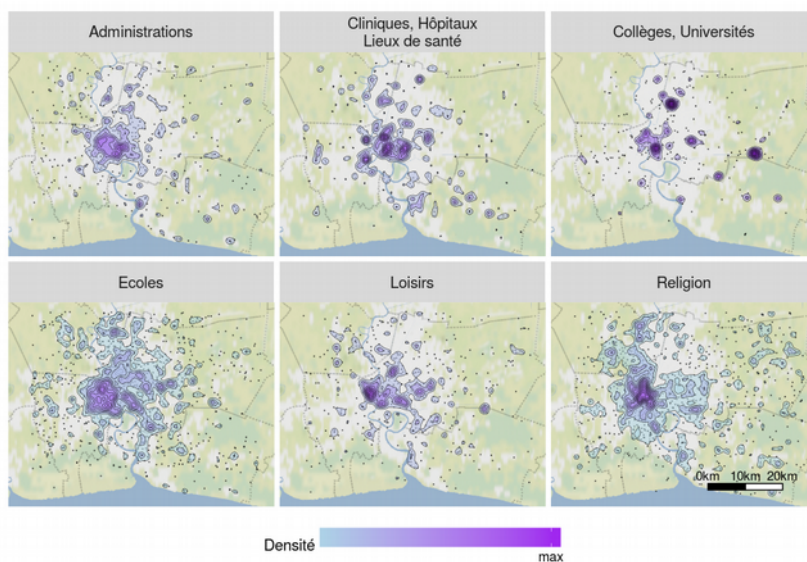 Administrations
Cliniques, Hôpitaux
Lieux de santé
Collèges, Universités
Ecoles
Loisirs
Religion
0km 10km 20km
Densité
max